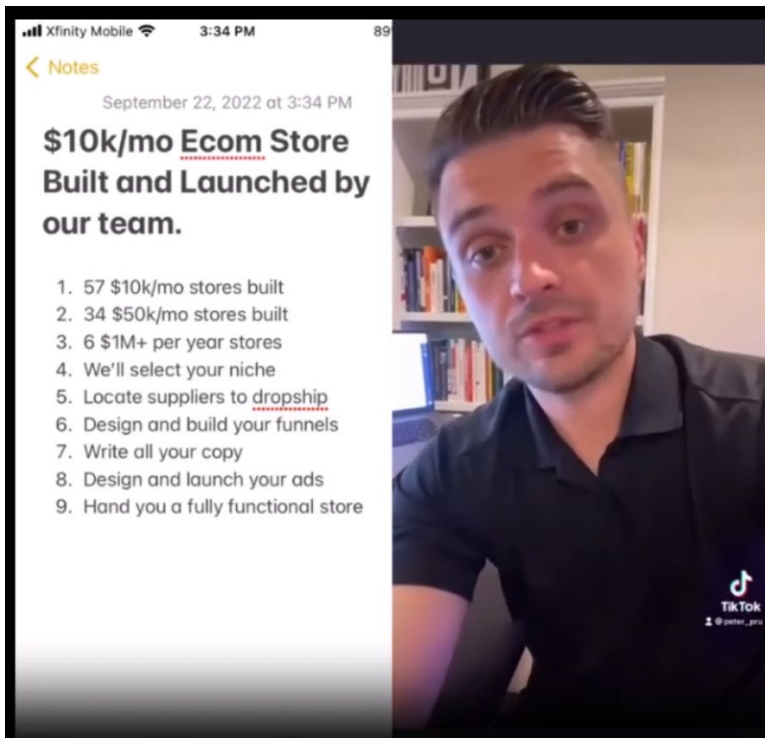 Xfinity Mobile 3:34 PM 89
Notes
September 22, 2022 at 3:34 PM
$10k/mo Ecom Store
Built and Launched by
our team.
1. 57 $10k/mo stores built
2. 34 $50k/mo stores built
3. 6 $1M+ per year stores
4. We'll select your niche
5. Locate suppliers to dropship
6. Design and build your funnels
7. Write all your copy
8. Design and launch your ads
9. Hand you a fully functional store
TikTok
@peter_pru